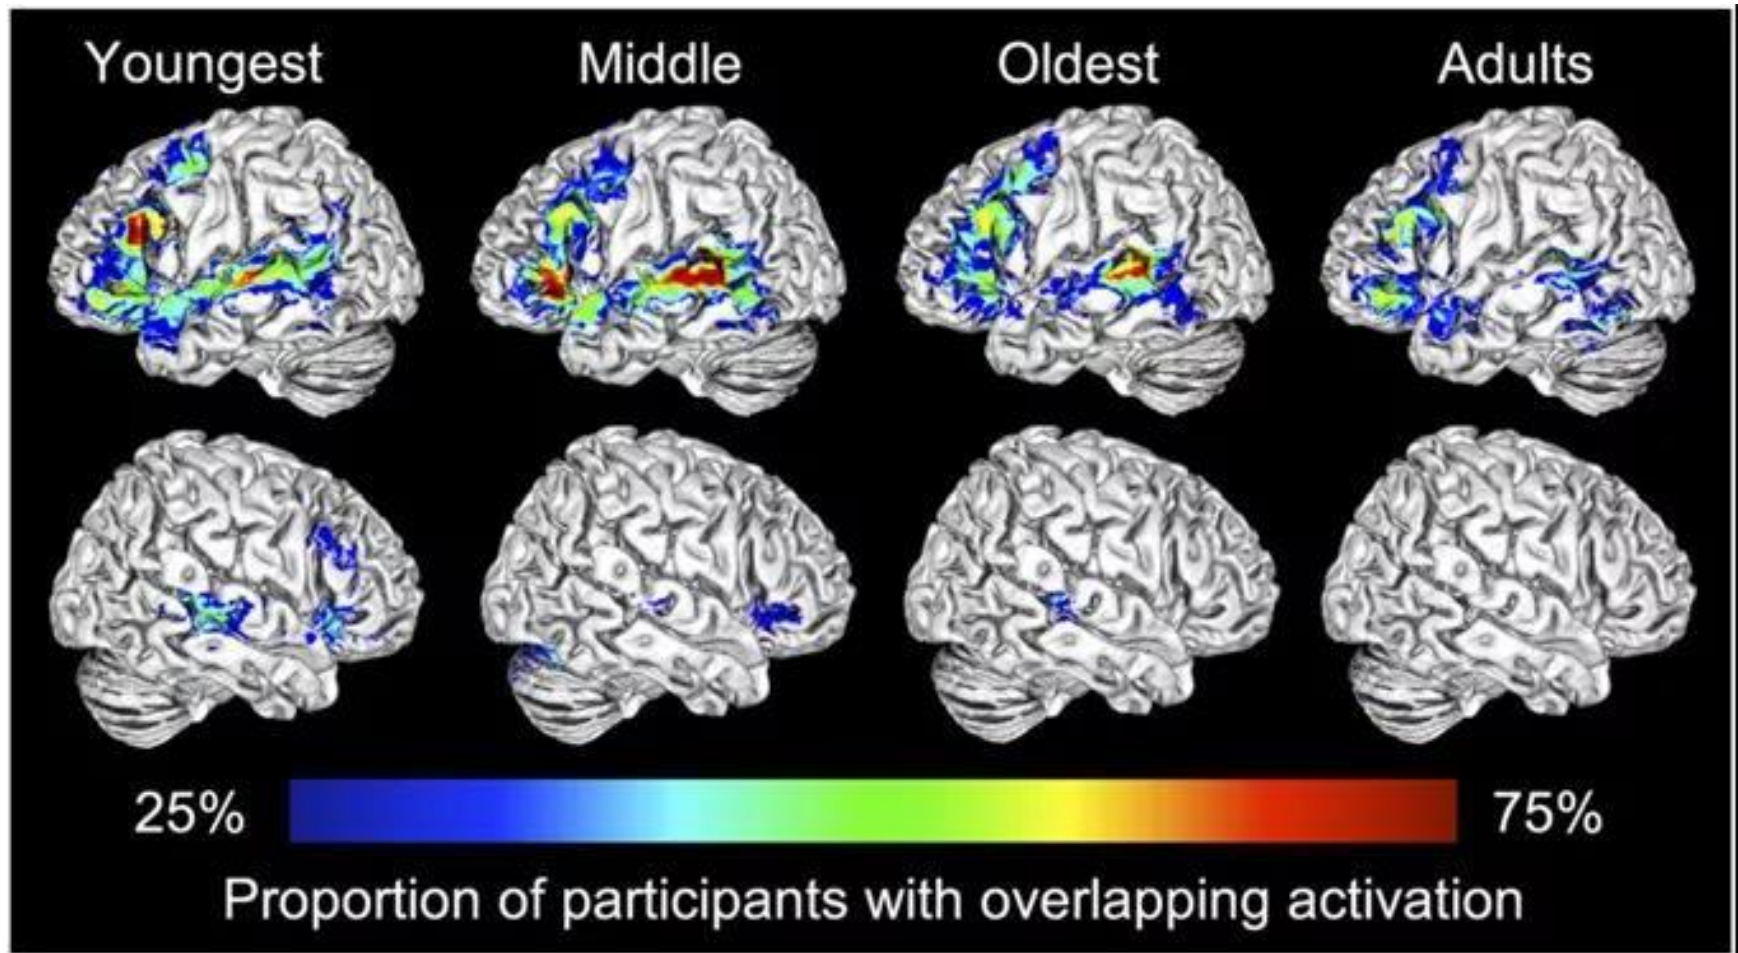 Youngest Middle Oldest Adults
25% 75%
Proportion of participants with overlapping activation